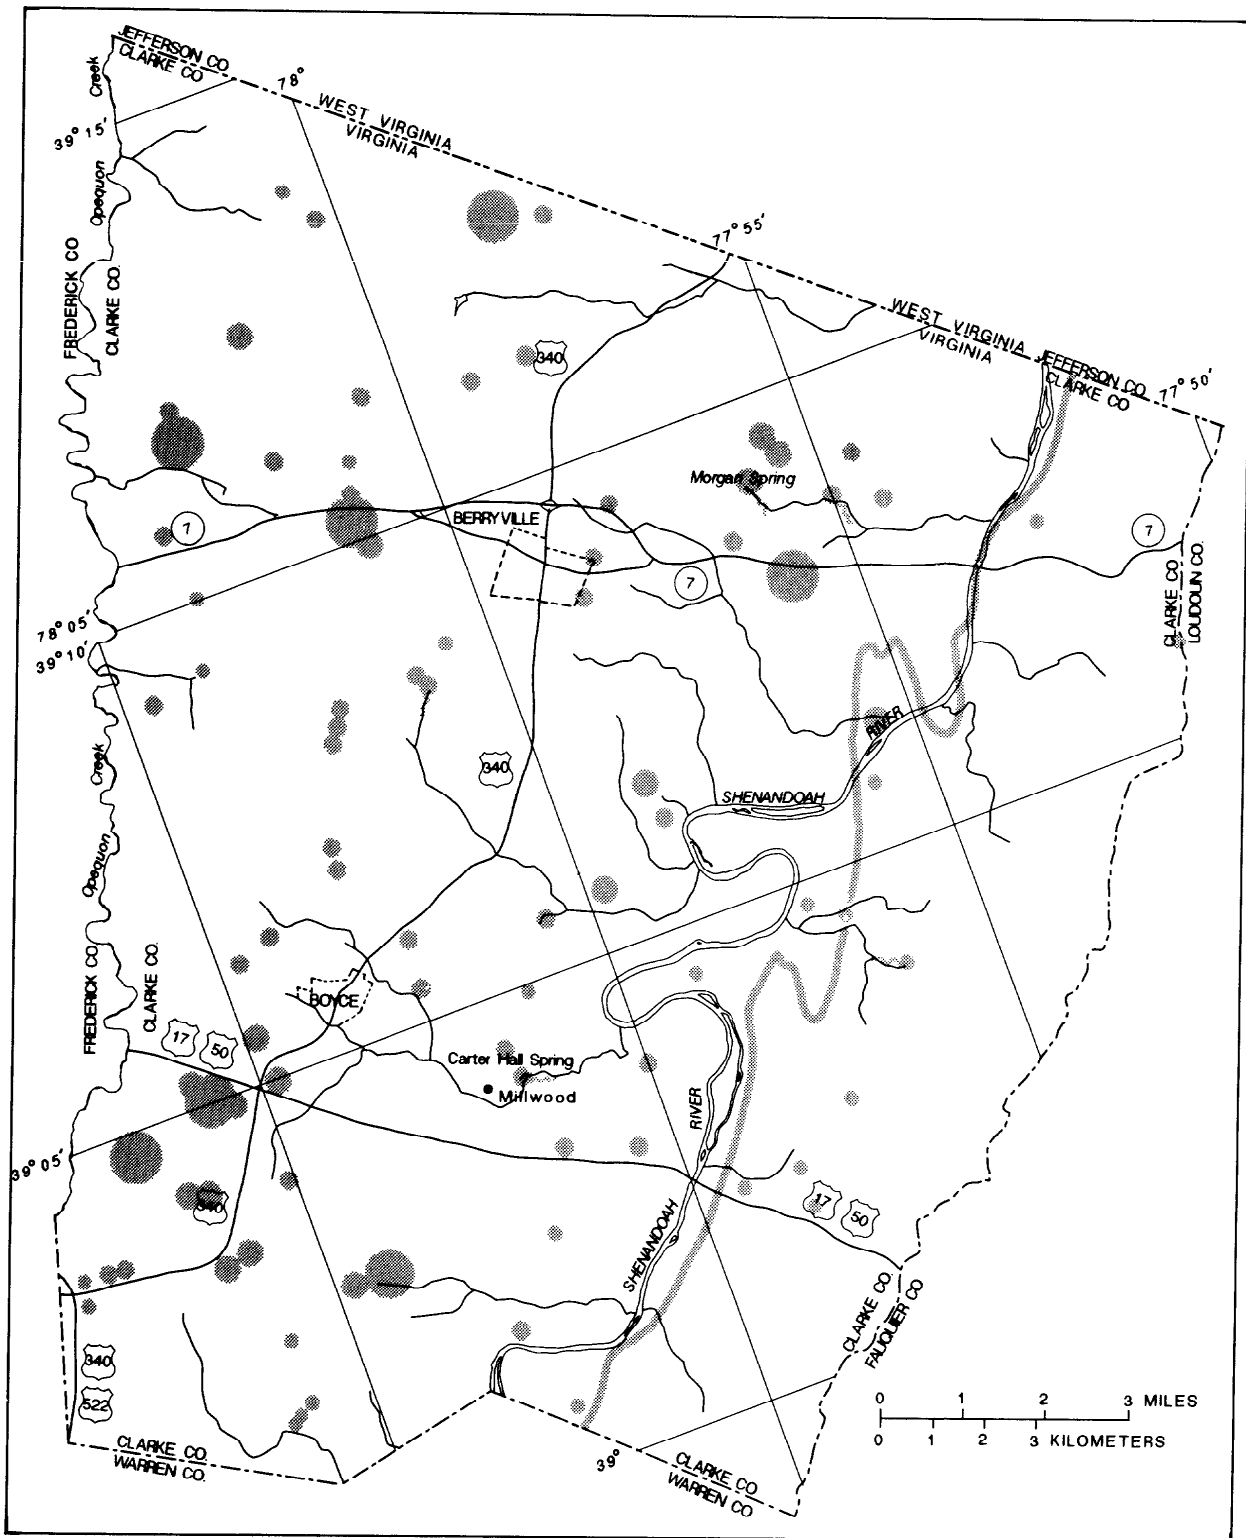 JEFFERSON CO
CLARKE CO
78°
WEST VIRGINIA
VIRGINIA
Creek
39° 15'
Opequon
77° 55'
FREDERICK CO
CLARKE CO.
WEST VIRGINIA
VIRGINIA
JEFFERSON CO
CLARKE CO
77° 50'
340
Morgan Spring
BERRYVILLE
7
7
7
CLARKE CO.
LOUDOUN CO.
78° 05'
39° 10'
RIVER
340
SHENANDOAH
Creek
Opequon
FREDERICK CO.
CLARKE CO.
BOYCE
17
50
Carter Hall Spring
Millwood
RIVER
39° 05'
340
17
50
SHENANDOAH
CLARKE CO.
FAUQUIER CO
340
522
0 1 2 3 MILES
0 1 2 3 KILOMETERS
CLARKE CO.
WARREN CO.
39°
CLARKE CO
WARREN CO.